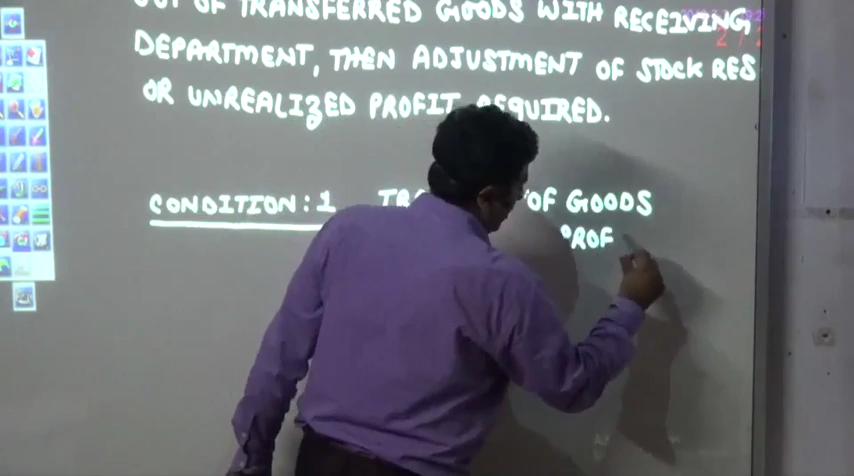 OUT OF TRANSFERRED GOODS WITH RECEIVING
DEPARTMENT, THEN ADJUSTMENT OF STOCK RES
OR UNREALIZED PROFIT REQUIRED.
CONDITION: 1 OF GOODS
PROF